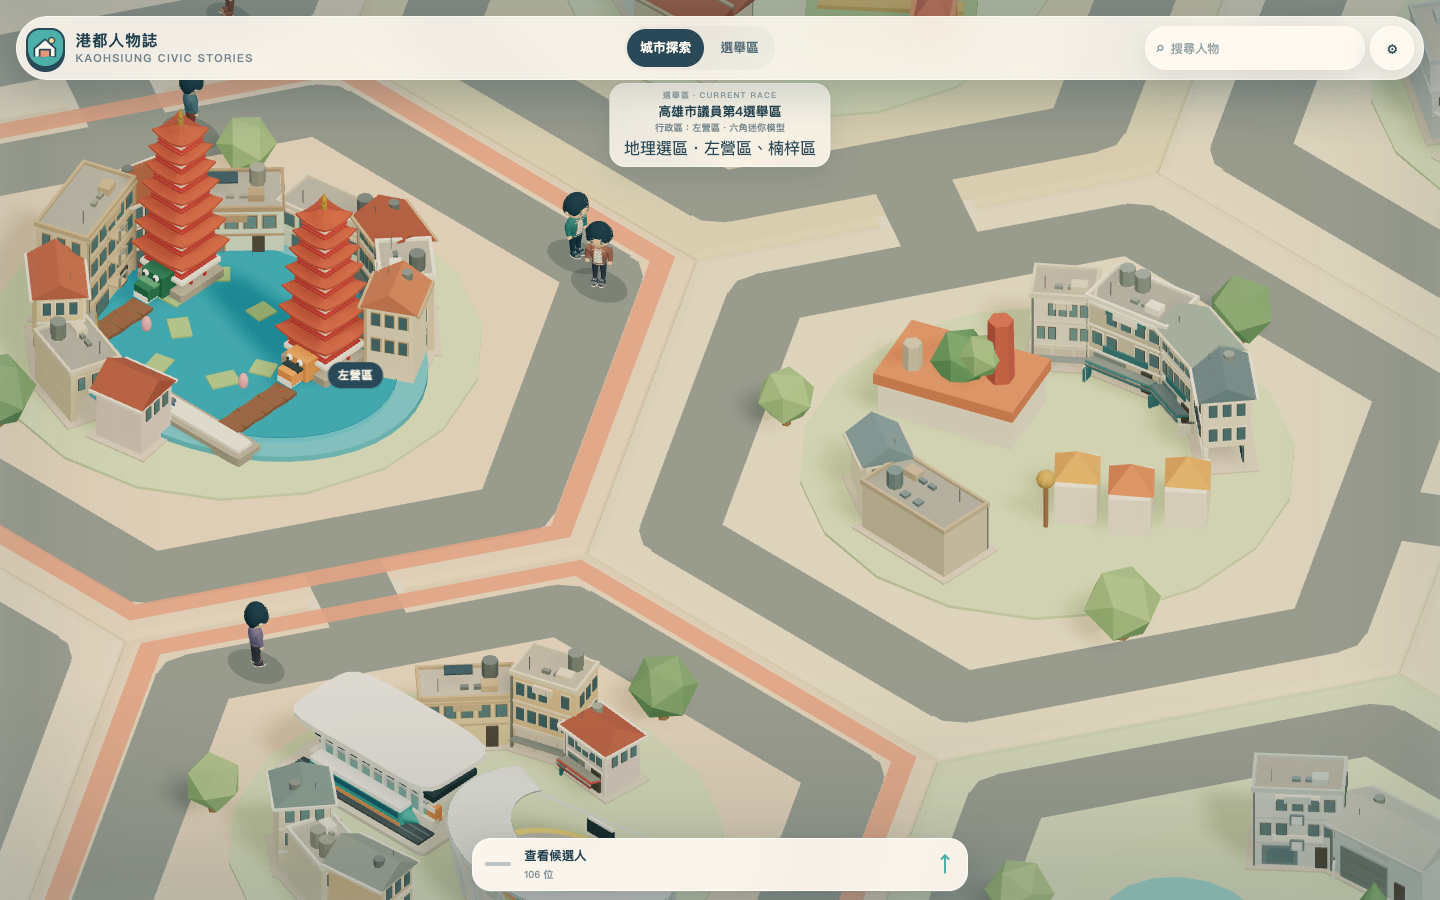 港都人物誌
KAOHSIUNG CIVIC STORIES
城市探索
選舉區
搜尋人物
選舉區 · CURRENT RACE
高雄市議員第4選舉區
行政區：左營區 · 六角迷你模型
地理選區 · 左營區、楠梓區
左營區
查看候選人
106 位